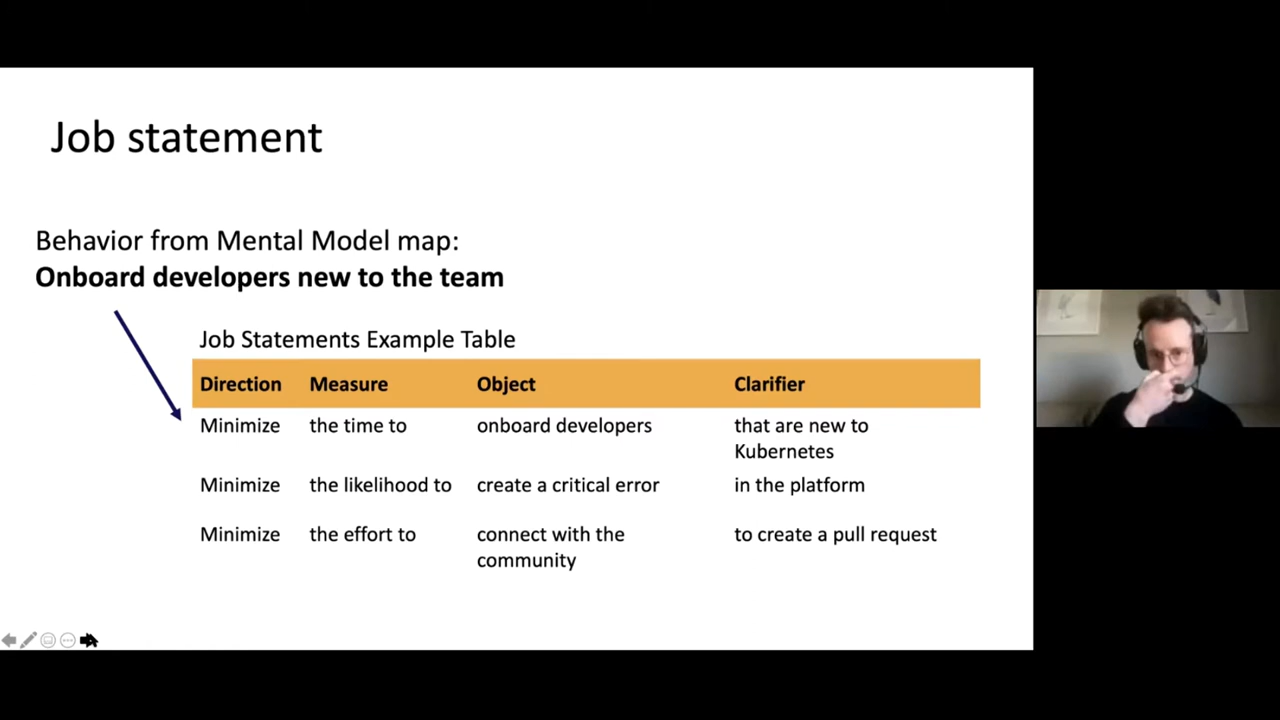 Job statement
Behavior from Mental Model map:
Onboard developers new to the team
Job Statements Example Table
Direction Measure Object Clarifier
Minimize the time to onboard developers that are new to
Kubernetes
Minimize the likelihood to create a critical error in the platform
Minimize the effort to connect with the to create a pull request
community